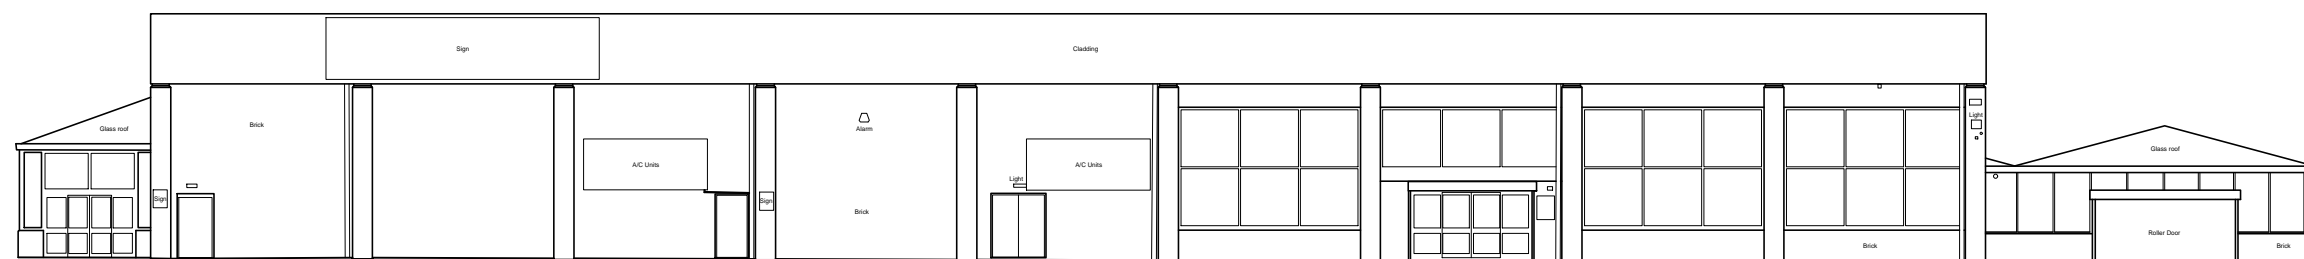 Sign
Cladding
Glass roof
Brick
Alarm
Light
Glass roof
A/C Units
A/C Units
Light
Sign
Sign
Brick
Roller Door
Brick
Brick